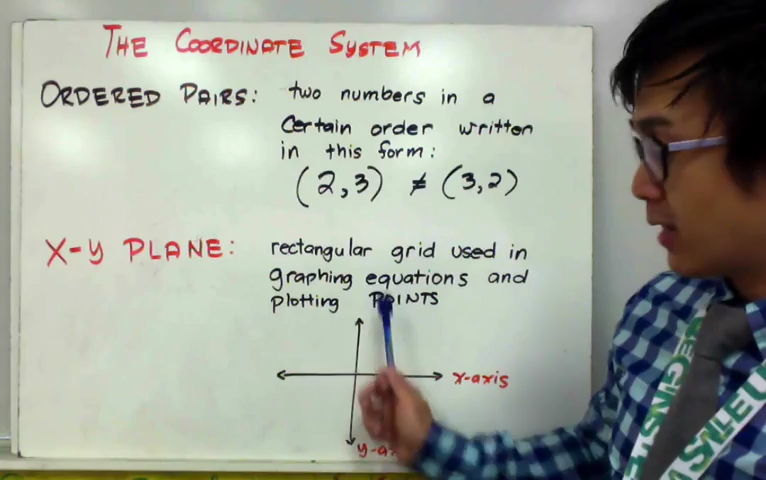 THE COORDINATE SYSTEM
ORDERED PAIRS: two numbers in a
certain order written
in this form:
(2,3) ≠ (3,2)
X-Y PLANE: rectangular grid used in
graphing equations and
plotting POINTS
x-axis